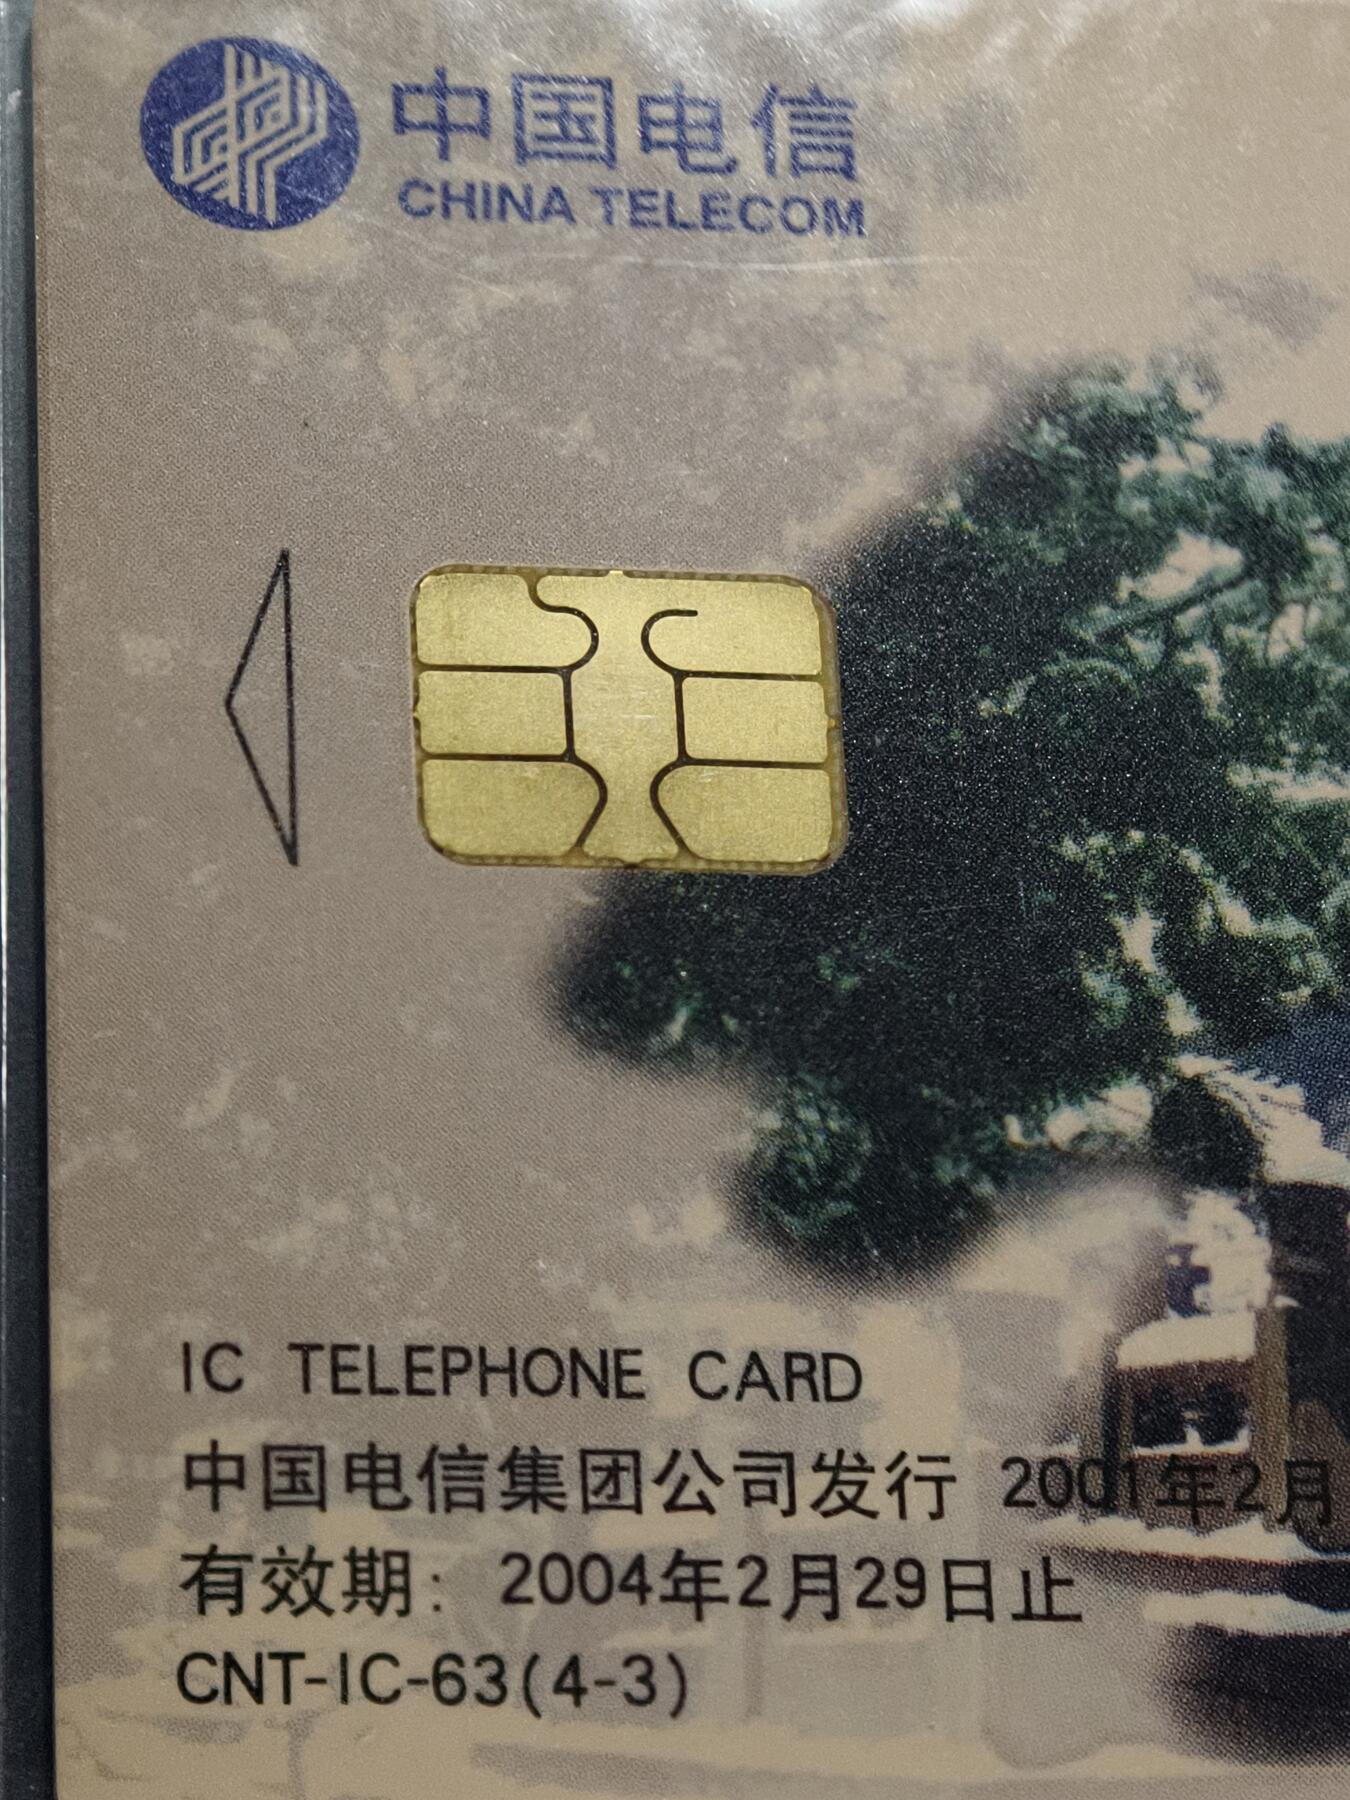 中国电信
CHINA TELECOM
IC TELEPHONE CARD
中国电信集团公司发行 2001年2月
有效期：2004年2月29日止
CNT-IC-63(4-3)